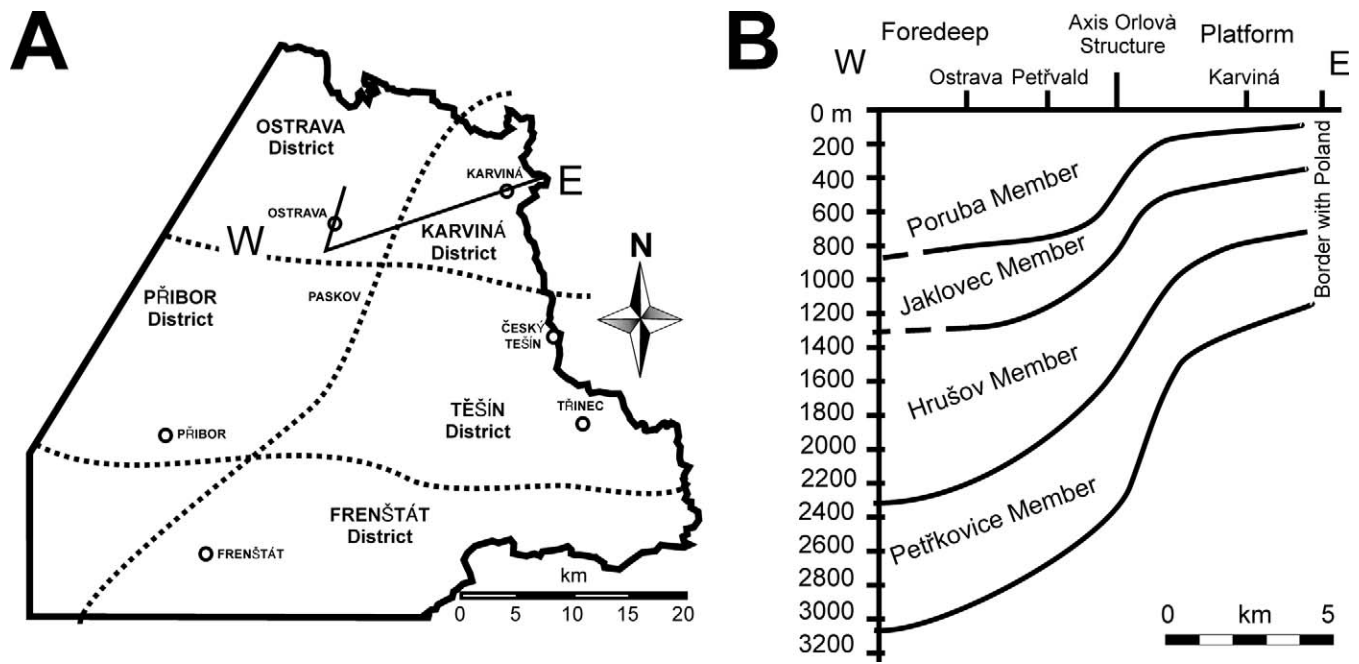 A
OSTRAVA
District
KARVINÁ
E
OSTRAVA
W
KARVINÁ
District
N
PŘIBOR
District
PASKOV
ČESKÝ
TEŠÍN
TĚŠÍN
District
TŘINEC
PŘIBOR
FRENŠTÁT
District
FRENŠTÁT
km
0 5 10 15 20
B
Foredeep
Axis Orlovà
Structure
Platform
W
E
Ostrava
Petřvald
Karviná
0 m
200
400
600
800
1000
1200
1400
1600
1800
2000
2200
2400
2600
2800
3000
3200
Poruba Member
Jaklovec Member
Hrušov Member
Petřkovice Member
Border with Poland
0 km 5